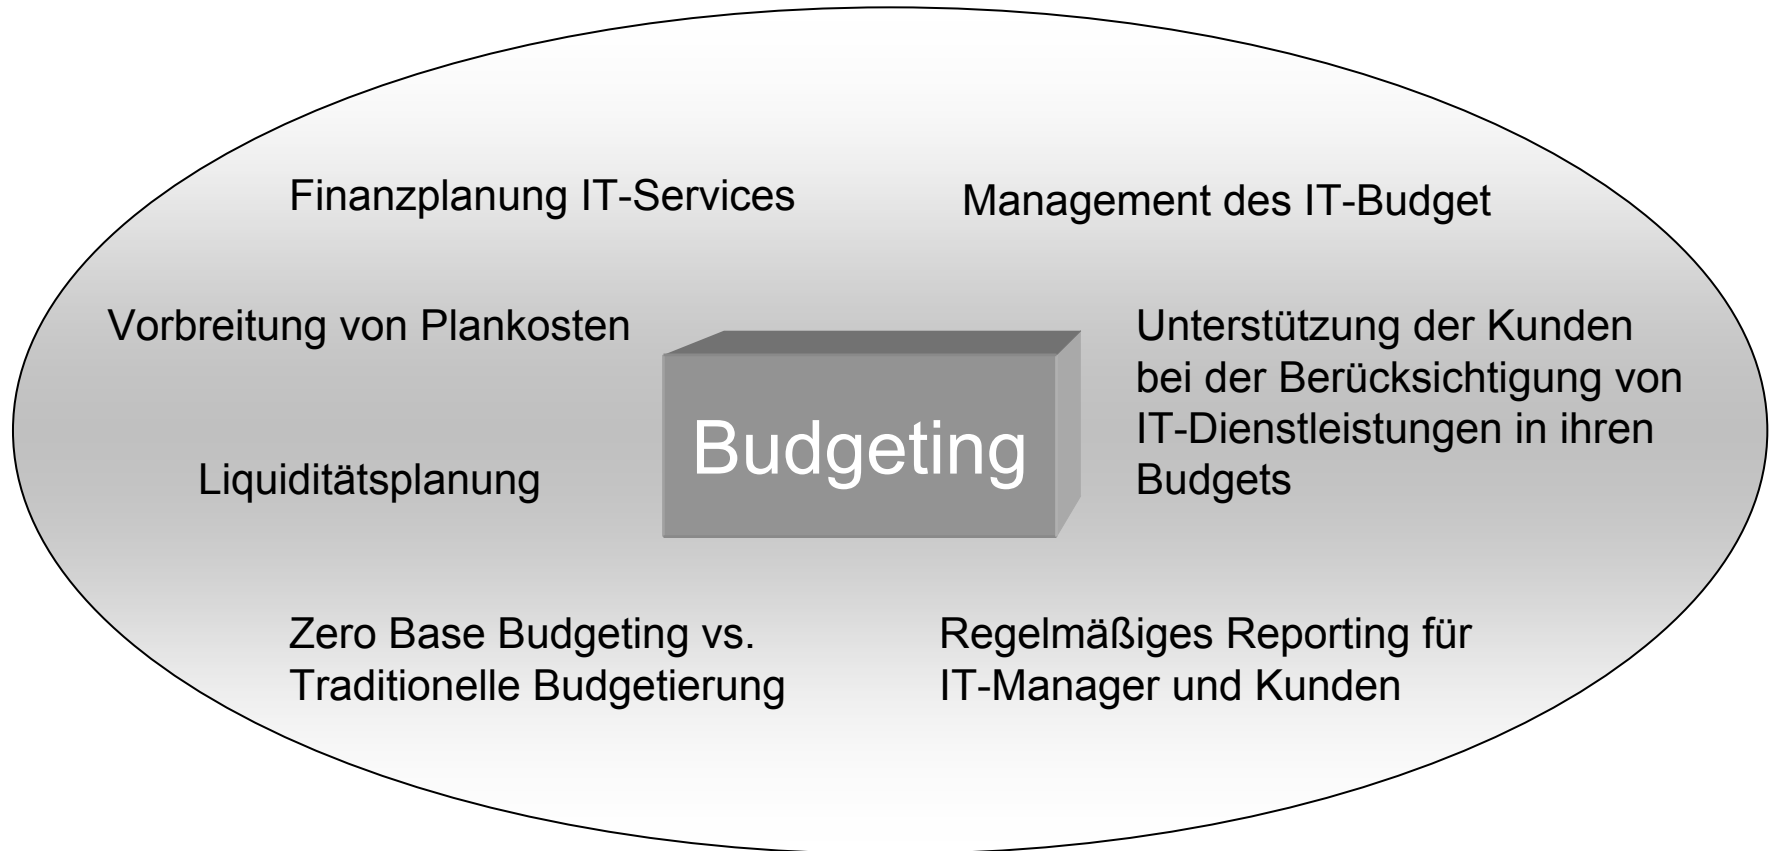 Finanzplanung IT-Services
Management des IT-Budget
Vorbreitung von Plankosten
Unterstützung der Kunden
bei der Berücksichtigung von
IT-Dienstleistungen in ihren
Budgets
Budgeting
Liquiditätsplanung
Zero Base Budgeting vs.
Traditionelle Budgetierung
Regelmäßiges Reporting für
IT-Manager und Kunden